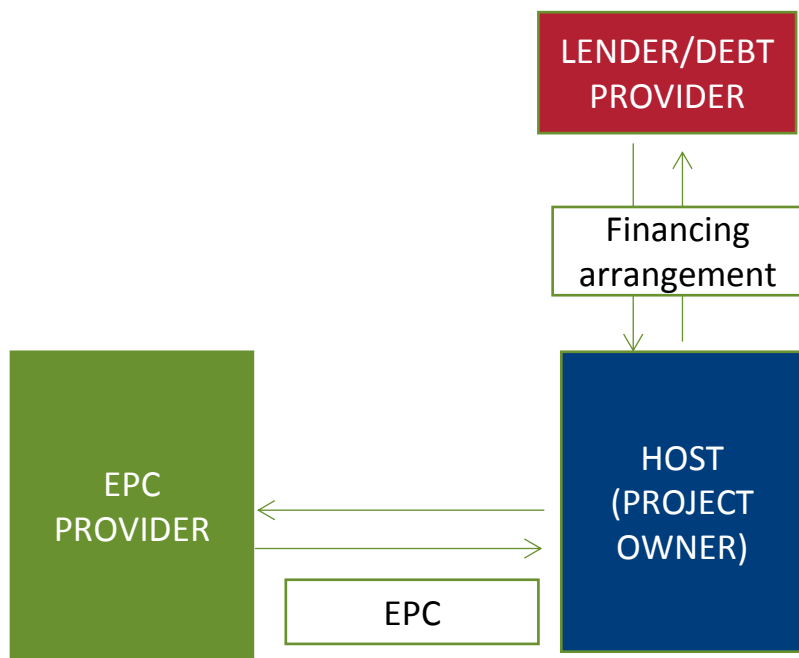 LENDER/DEBT
PROVIDER
Financing
arrangement
EPC
PROVIDER
HOST
(PROJECT
OWNER)
EPC